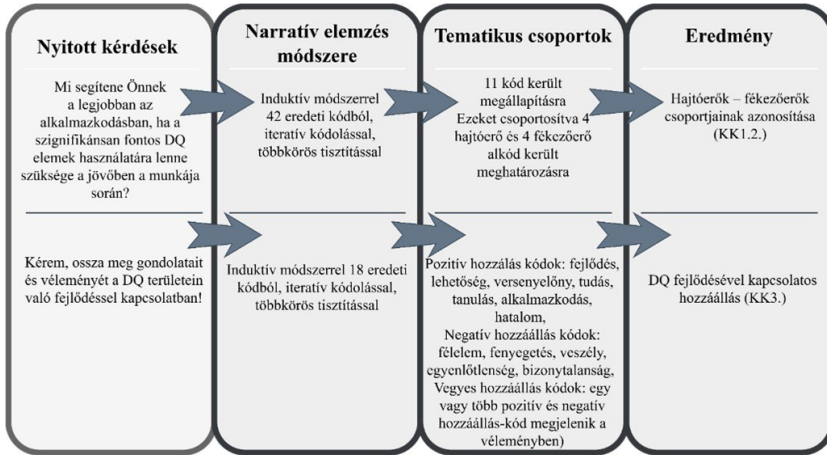 Nyitott kérdések
Mi segítene Önnek
a legjobban az
alkalmazkodásban, ha a
szignifikánsan fontos DQ
elemek használatára lenne
szüksége a jövőben a munkája
során?
Kérem, ossza meg gondolatait
és véleményét a DQ területein
való fejlődéssel kapcsolatban!
Narratív elemzés
módszere
Induktív módszerrel
42 eredeti kódból,
iteratív kódolással,
többkörös tisztítással
Induktív módszerrel 18 eredeti
kódból, iteratív kódolással,
többkörös tisztítással
Tematikus csoportok
11 kód került
megállapításra
Ezeket csoportosítva 4
hajtóerő és 4 fékezőerő
alkód került
meghatározásra
Pozitív hozzálás kódok: fejlődés,
lehetőség, versenyelőny, tudás,
tanulás, alkalmazkodás,
hatalom,
Negatív hozzáállás kódok:
félelem, fenyegetés, veszély,
egyenlőtlenség, bizonytalanság,
Vegyes hozzáállás kódok: egy
vagy több pozitív és negatív
hozzáállás-kód megjelenik a
véleményben)
Eredmény
Hajtóerők – fékezőerők
csoportjainak azonosítása
(KK1.2.)
DQ fejlődésével kapcsolatos
hozzáállás (KK3.)